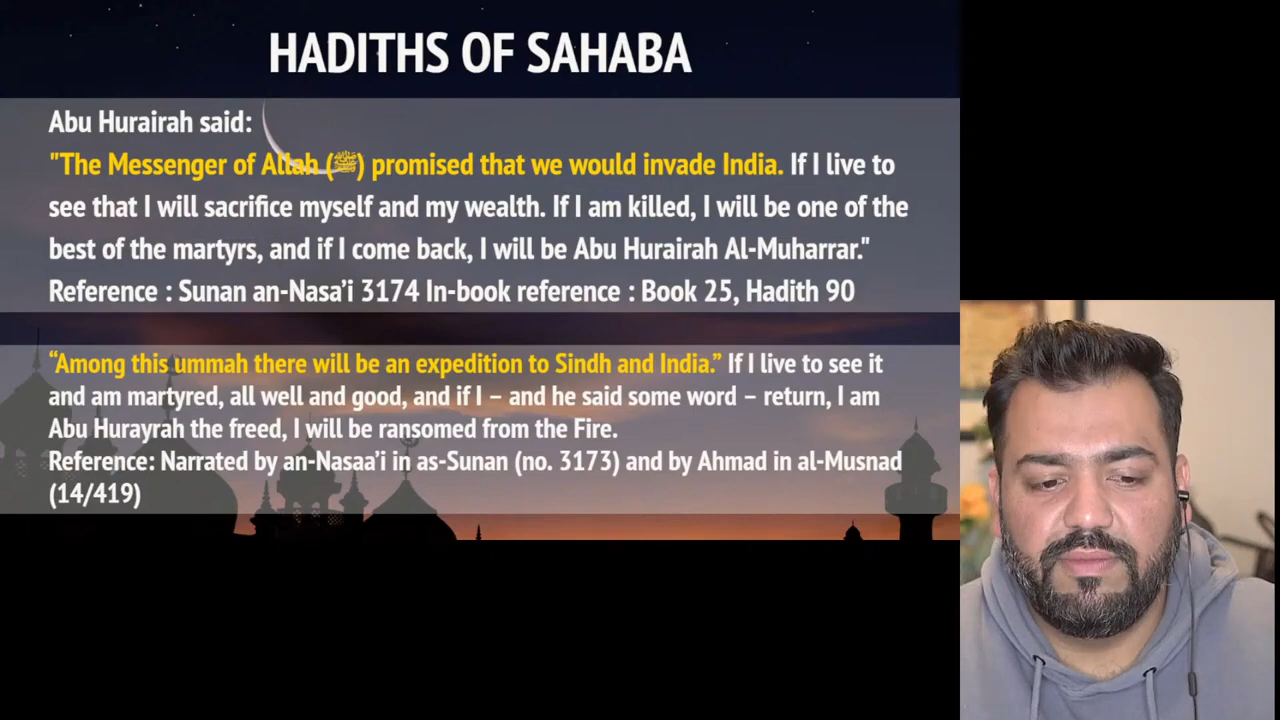 HADITHS OF SAHABA
Abu Hurairah said:
"The Messenger of Allah (ﷺ) promised that we would invade India. If I live to
see that I will sacrifice myself and my wealth. If I am killed, I will be one of the
best of the martyrs, and if I come back, I will be Abu Hurairah Al-Muharrar."
Reference : Sunan an-Nasa’i 3174 In-book reference : Book 25, Hadith 90
“Among this ummah there will be an expedition to Sindh and India.” If I live to see it
and am martyred, all well and good, and if I – and he said some word – return, I am
Abu Hurayrah the freed, I will be ransomed from the Fire.
Reference: Narrated by an-Nasaa’i in as-Sunan (no. 3173) and by Ahmad in al-Musnad
(14/419)